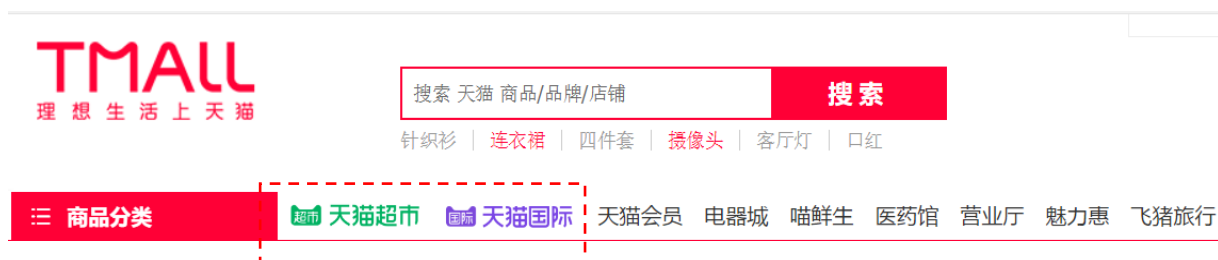 TMALL
理想生活上天猫
搜索 天猫 商品/品牌/店铺
搜索
针织衫 | 连衣裙 | 四件套 | 摄像头 | 客厅灯 | 口红
商品分类 超市 天猫超市 国际 天猫国际 天猫会员 电器城 喵鲜生 医药馆 营业厅 魅力惠 飞猪旅行